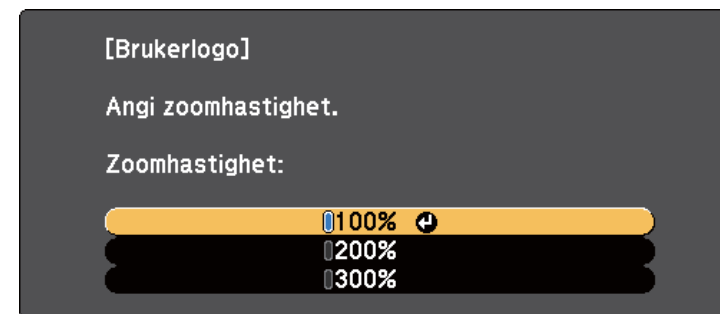 [Brukerlogo]
Angi zoomhastighet.
Zoomhastighet:
100%
200%
300%